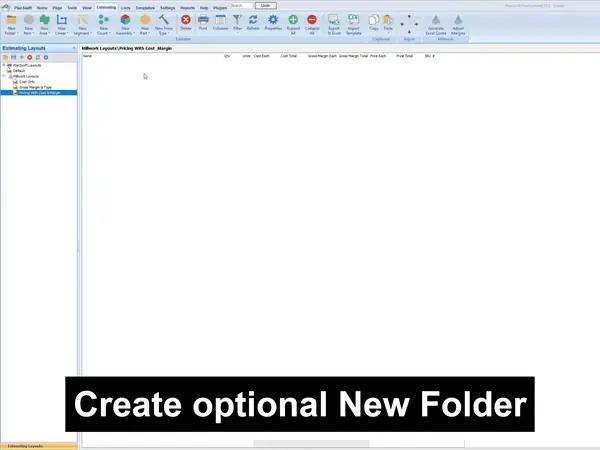 PlanSwift Home Page Tools View Estimating Lists Templates Settings Reports Help Plugins Search Undo
New Folder New Item New Area New Linear New Segment New Count New Assembly New Part New From Type Delete Print Columns Filter Refresh Properties Expand All Collapse All Export To Excel Import Template Copy Paste Generate Excel Quote Adjust Margins
Estimate Clipboard Adjust Millwork
Estimating Layouts
PlanSwift Layouts
Default
Millwork Layouts
Cost Only
Gross Margin & Type
Pricing With Cost & Margin
Millwork Layouts\Pricing With Cost_Margin
Name Qty Units Cost Each Cost Total Gross Margin Each Gross Margin Total Price Each Price Total SKU #
Create optional New Folder
Estimating Layouts